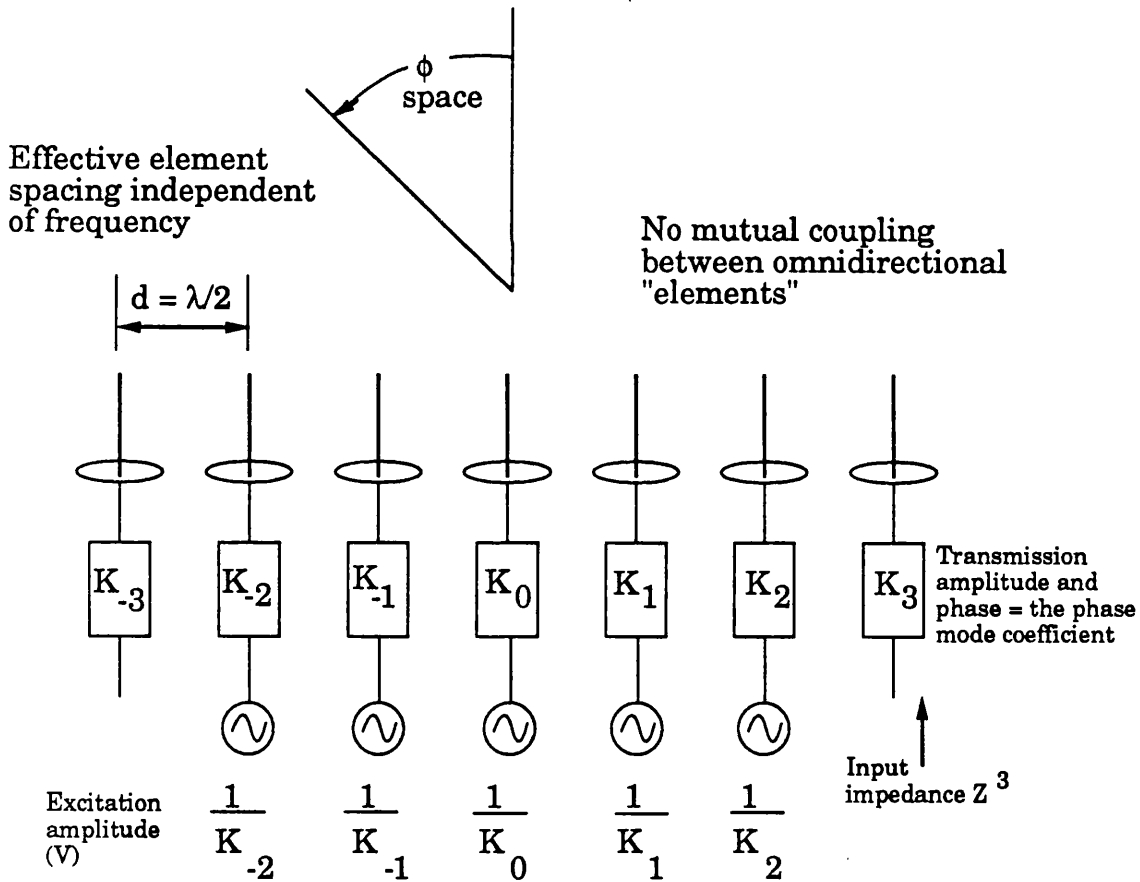 ϕ
space
Effective element
spacing independent
of frequency
No mutual coupling
between omnidirectional
"elements"
d = λ/2
K-3
K-2
K-1
K0
K1
K2
K3
Transmission
amplitude and
phase = the phase
mode coefficient
Input
impedance Z 3
Excitation
amplitude
(V)
1
K-2
1
K-1
1
K0
1
K1
1
K2